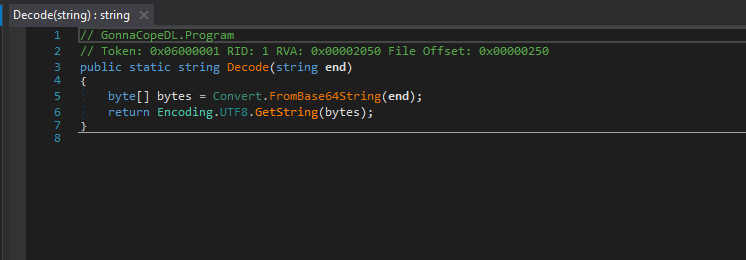 Decode(string) : string ×
1 // GonnaCopeDL.Program
2 // Token: 0x06000001 RID: 1 RVA: 0x00002050 File Offset: 0x00000250
3 public static string Decode(string end)
4 {
5 byte[] bytes = Convert.FromBase64String(end);
6 return Encoding.UTF8.GetString(bytes);
7 }
8